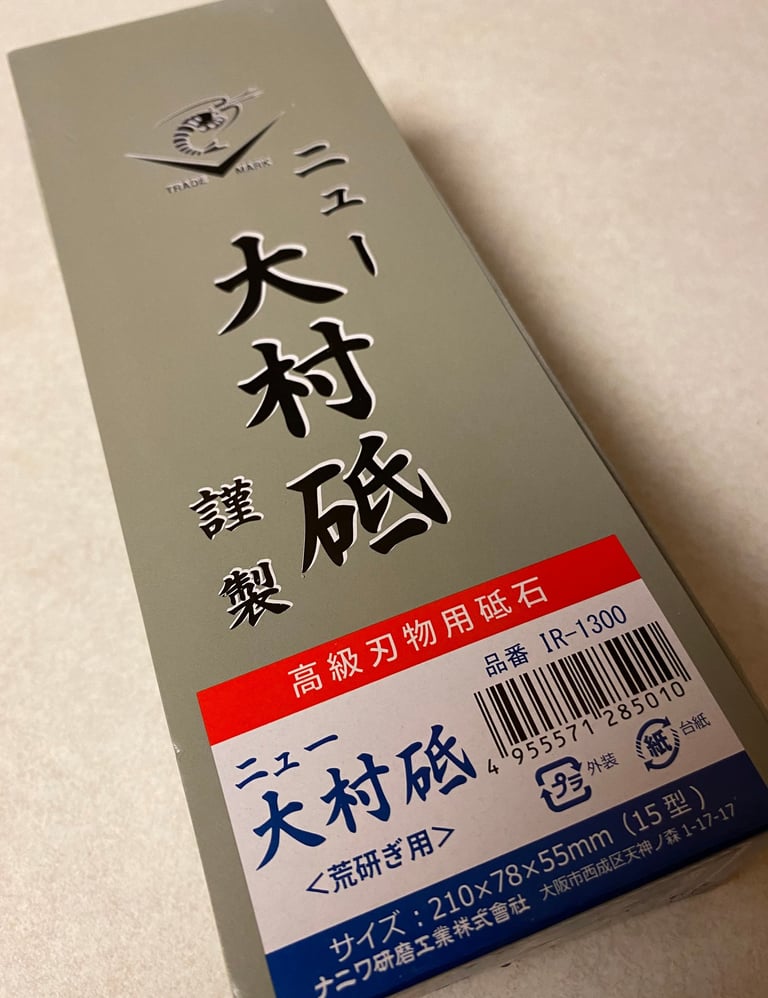 TRADE MARK
ニュー
大村砥
謹製
高級刃物用砥石
品番 IR-1300
4 955571 285010
ニュー
大村砥
<荒研ぎ用>
プラ 外装
紙 台紙
サイズ：210×78×55mm（15型）
ナニワ研磨工業株式會社 大阪市西成区天神ノ森1-17-17